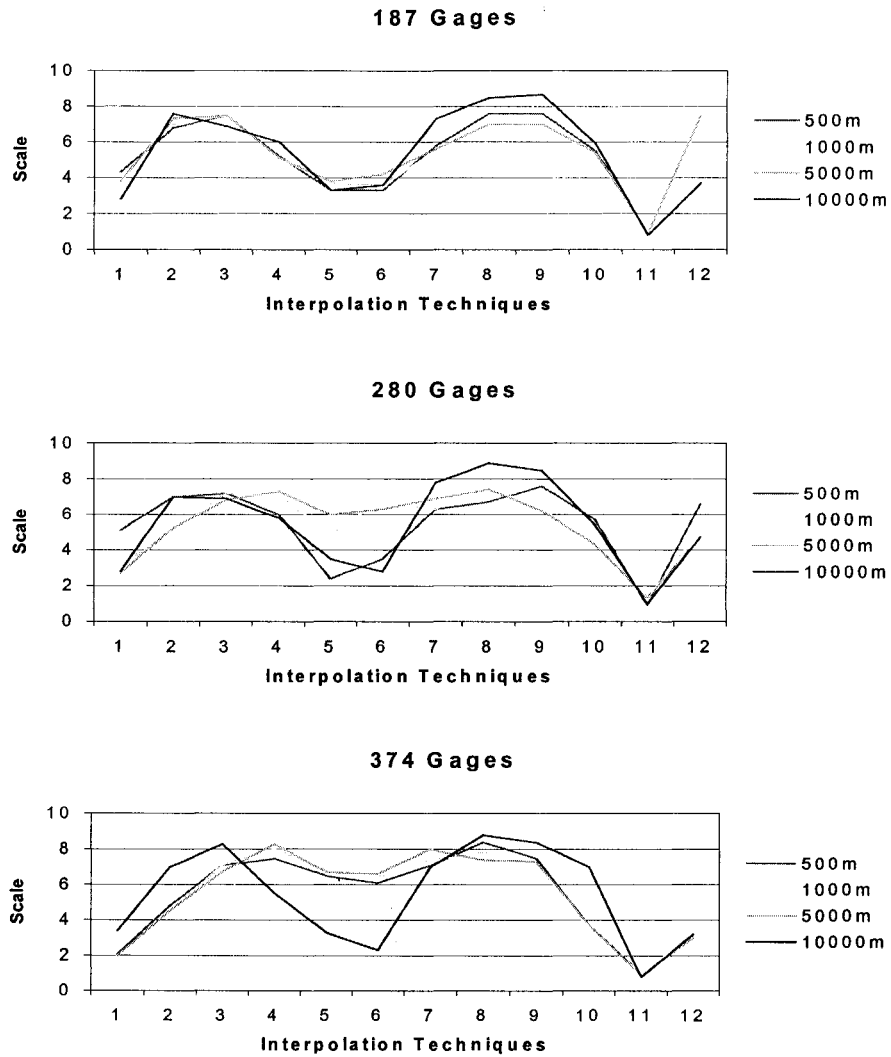 187 Gages
10
8
6
4
2
0
Scale
1 2 3 4 5 6 7 8 9 10 11 12
Interpolation Techniques
500m
1000m
5000m
10000m
280 Gages
10
8
6
4
2
0
Scale
1 2 3 4 5 6 7 8 9 10 11 12
Interpolation Techniques
500m
1000m
5000m
10000m
374 Gages
10
8
6
4
2
0
Scale
1 2 3 4 5 6 7 8 9 10 11 12
Interpolation Techniques
500m
1000m
5000m
10000m